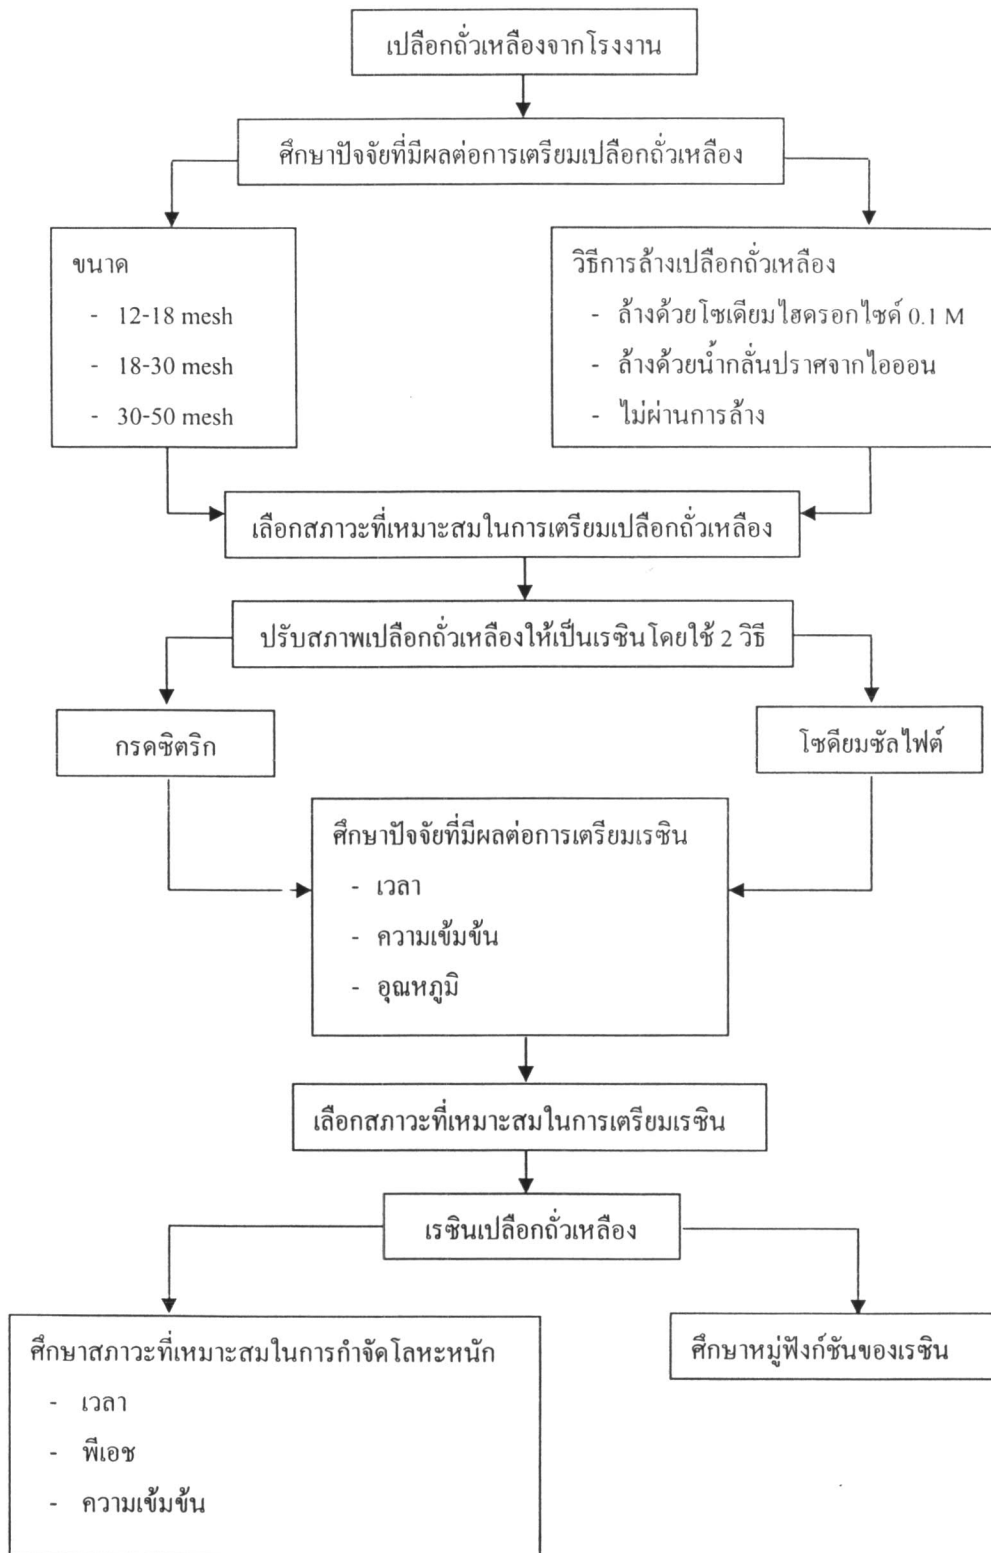 เปลือกถั่วเหลืองจากโรงงาน
ศึกษาปัจจัยที่มีผลต่อการเตรียมเปลือกถั่วเหลือง
ขนาด
- 12-18 mesh
- 18-30 mesh
- 30-50 mesh
วิธีการล้างเปลือกถั่วเหลือง
- ล้างด้วยโซเดียมไฮดรอกไซด์ 0.1 M
- ล้างด้วยน้ำกลั่นปราศจากไอออน
- ไม่ผ่านการล้าง
เลือกสภาวะที่เหมาะสมในการเตรียมเปลือกถั่วเหลือง
ปรับสภาพเปลือกถั่วเหลืองให้เป็นเรซินโดยใช้ 2 วิธี
กรดซิตริก
โซดียมซัลไฟต์
ศึกษาปัจจัยที่มีผลต่อการเตรียมเรซิน
- เวลา
- ความเข้มข้น
- อุณหภูมิ
เลือกสภาวะที่เหมาะสมในการเตรียมเรซิน
เรซินเปลือกถั่วเหลือง
ศึกษาสภาวะที่เหมาะสมในการกำจัดโลหะหนัก
- เวลา
- พีเอช
- ความเข้มข้น
ศึกษาหมู่ฟังก์ชันของเรซิน